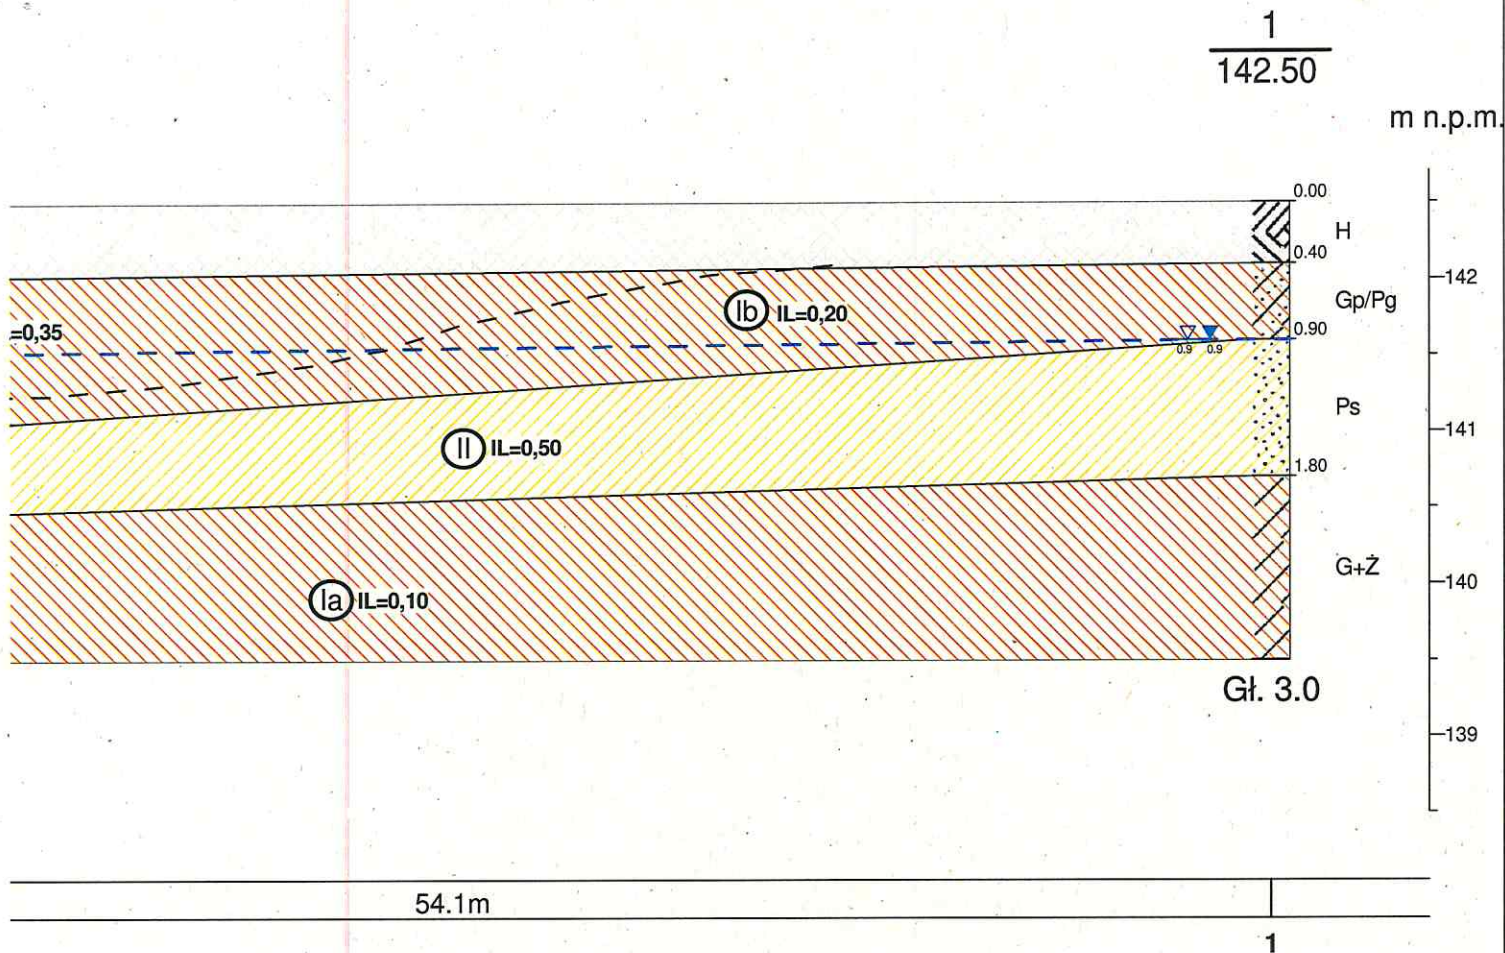 1
142.50
m n.p.m.
0.00
H
0.40
142
Gp/Pg
Ib IL=0,20
=0,35
0.90
0.9 0.9
Ps
141
II IL=0,50
1.80
G+Ż
140
Ia IL=0,10
Gł. 3.0
139
54.1m
1